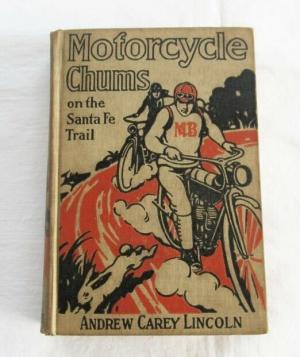 Motorcycle
Chums
on the
Santa Fe
Trail
MB
ANDREW CAREY LINCOLN